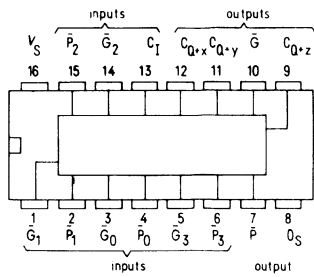 inputs outputs
V_S P̄_2 Ḡ_2 C_I C_Q+x C_Q+y Ḡ C_Q+z
16 15 14 13 12 11 10 9
1 2 3 4 5 6 7 8
Ḡ_1 P̄_1 Ḡ_0 P̄_0 Ḡ_3 P̄_3 P̄ 0_S
inputs output